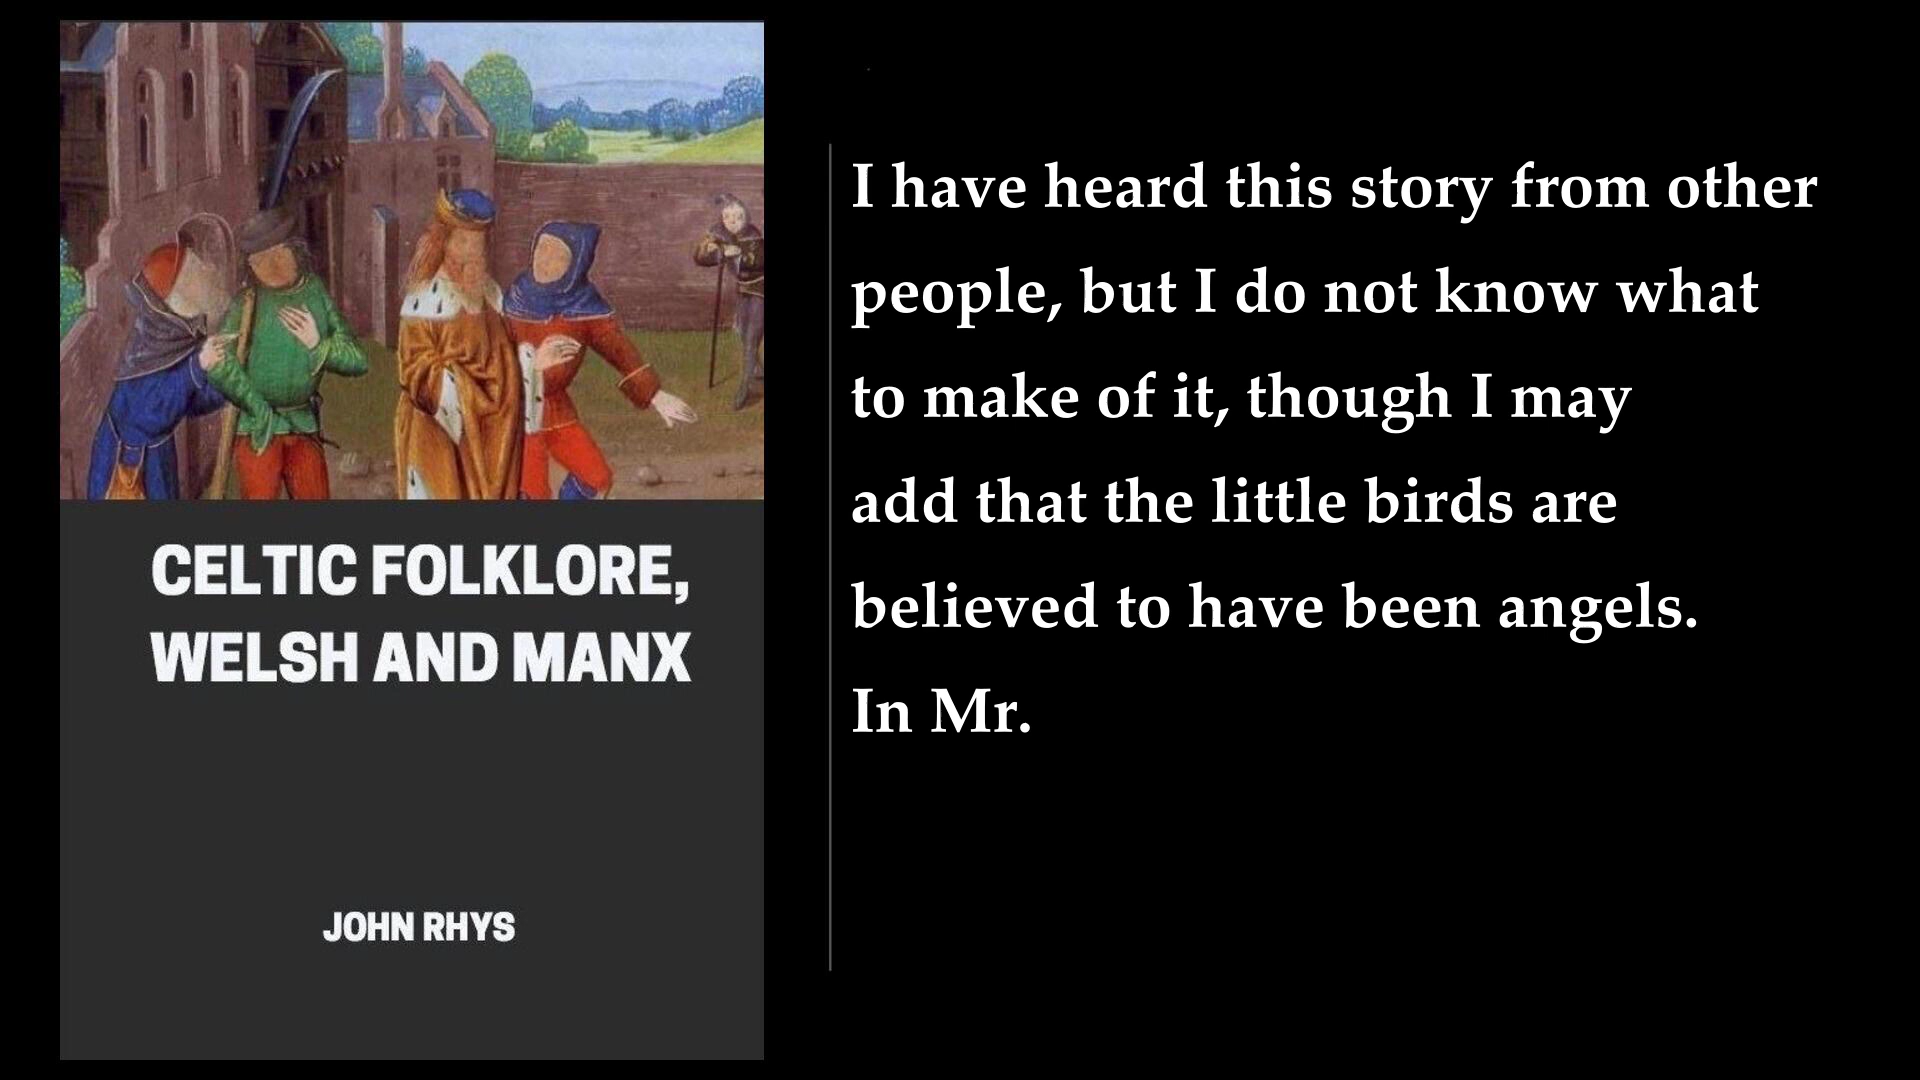 CELTIC FOLKLORE,
WELSH AND MANX
JOHN RHYS
I have heard this story from other
people, but I do not know what
to make of it, though I may
add that the little birds are
believed to have been angels.
In Mr.